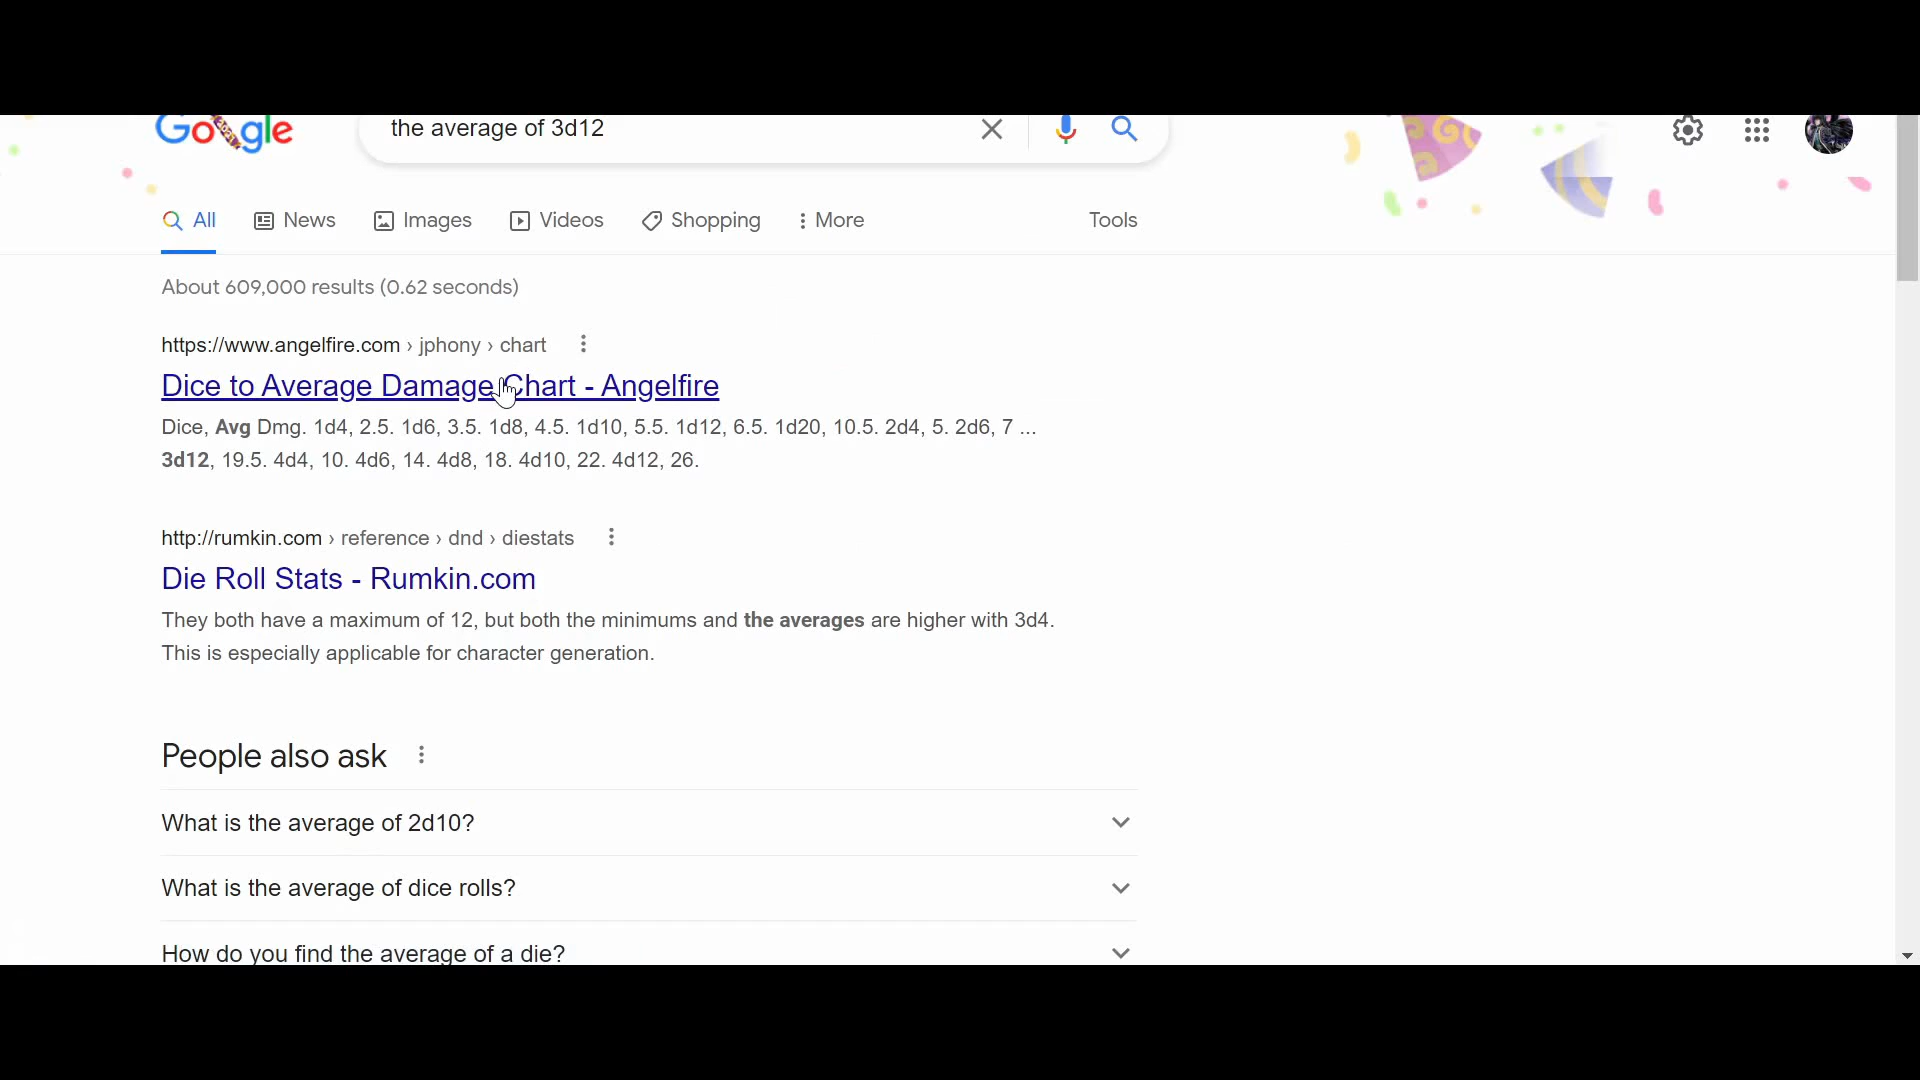 Google
the average of 3d12
All News Images Videos Shopping More Tools
About 609,000 results (0.62 seconds)
https://www.angelfire.com › jphony › chart
Dice to Average Damage Chart - Angelfire
Dice, Avg Dmg. 1d4, 2.5. 1d6, 3.5. 1d8, 4.5. 1d10, 5.5. 1d12, 6.5. 1d20, 10.5. 2d4, 5. 2d6, 7 ...
3d12, 19.5. 4d4, 10. 4d6, 14. 4d8, 18. 4d10, 22. 4d12, 26.
http://rumkin.com › reference › dnd › diestats
Die Roll Stats - Rumkin.com
They both have a maximum of 12, but both the minimums and the averages are higher with 3d4.
This is especially applicable for character generation.
People also ask
What is the average of 2d10?
What is the average of dice rolls?
How do you find the average of a die?